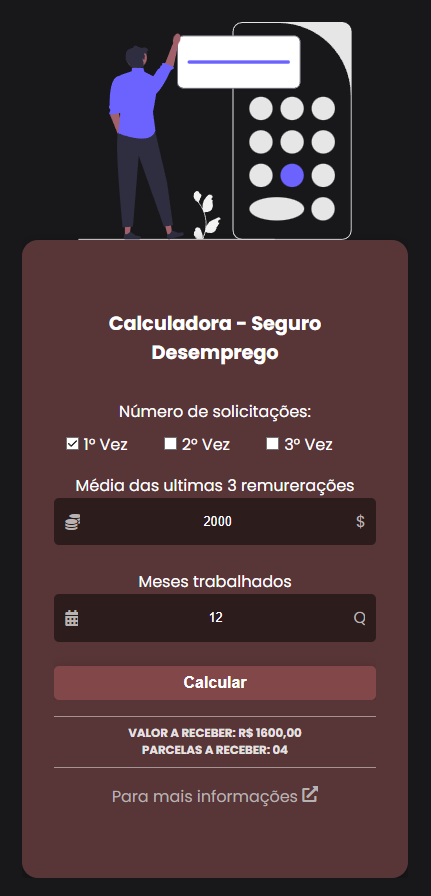 Calculadora - Seguro
Desemprego
Número de solicitações:
1º Vez 2º Vez 3º Vez
Média das ultimas 3 remurerações
2000 $
Meses trabalhados
12 Q
Calcular
VALOR A RECEBER: R$ 1600,00
PARCELAS A RECEBER: 04
Para mais informações